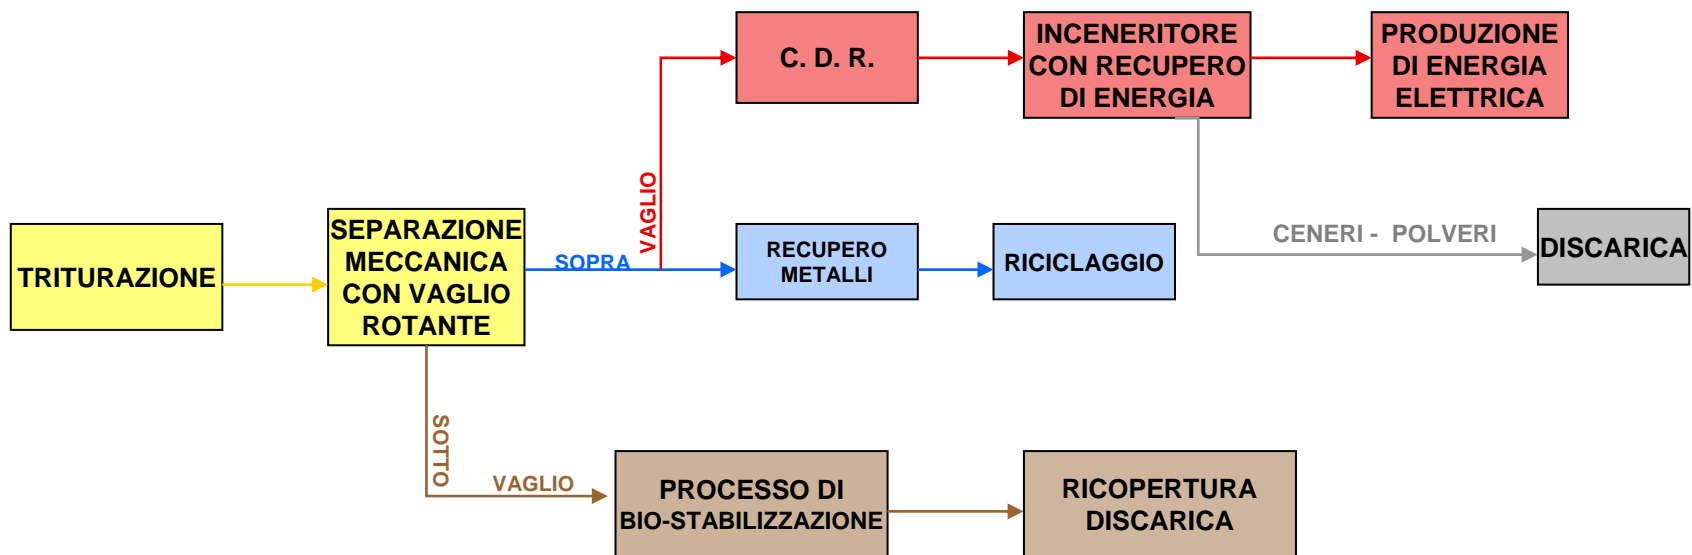 C. D. R.
INCENERITORE
CON RECUPERO
DI ENERGIA
PRODUZIONE
DI ENERGIA
ELETTRICA
VAGLIO
TRITURAZIONE
SEPARAZIONE
MECCANICA
CON VAGLIO
ROTANTE
SOPRA
RECUPERO
METALLI
RICICLAGGIO
CENERI - POLVERI
DISCARICA
SOTTO
VAGLIO
PROCESSO DI
BIO-STABILIZZAZIONE
RICOPERTURA
DISCARICA